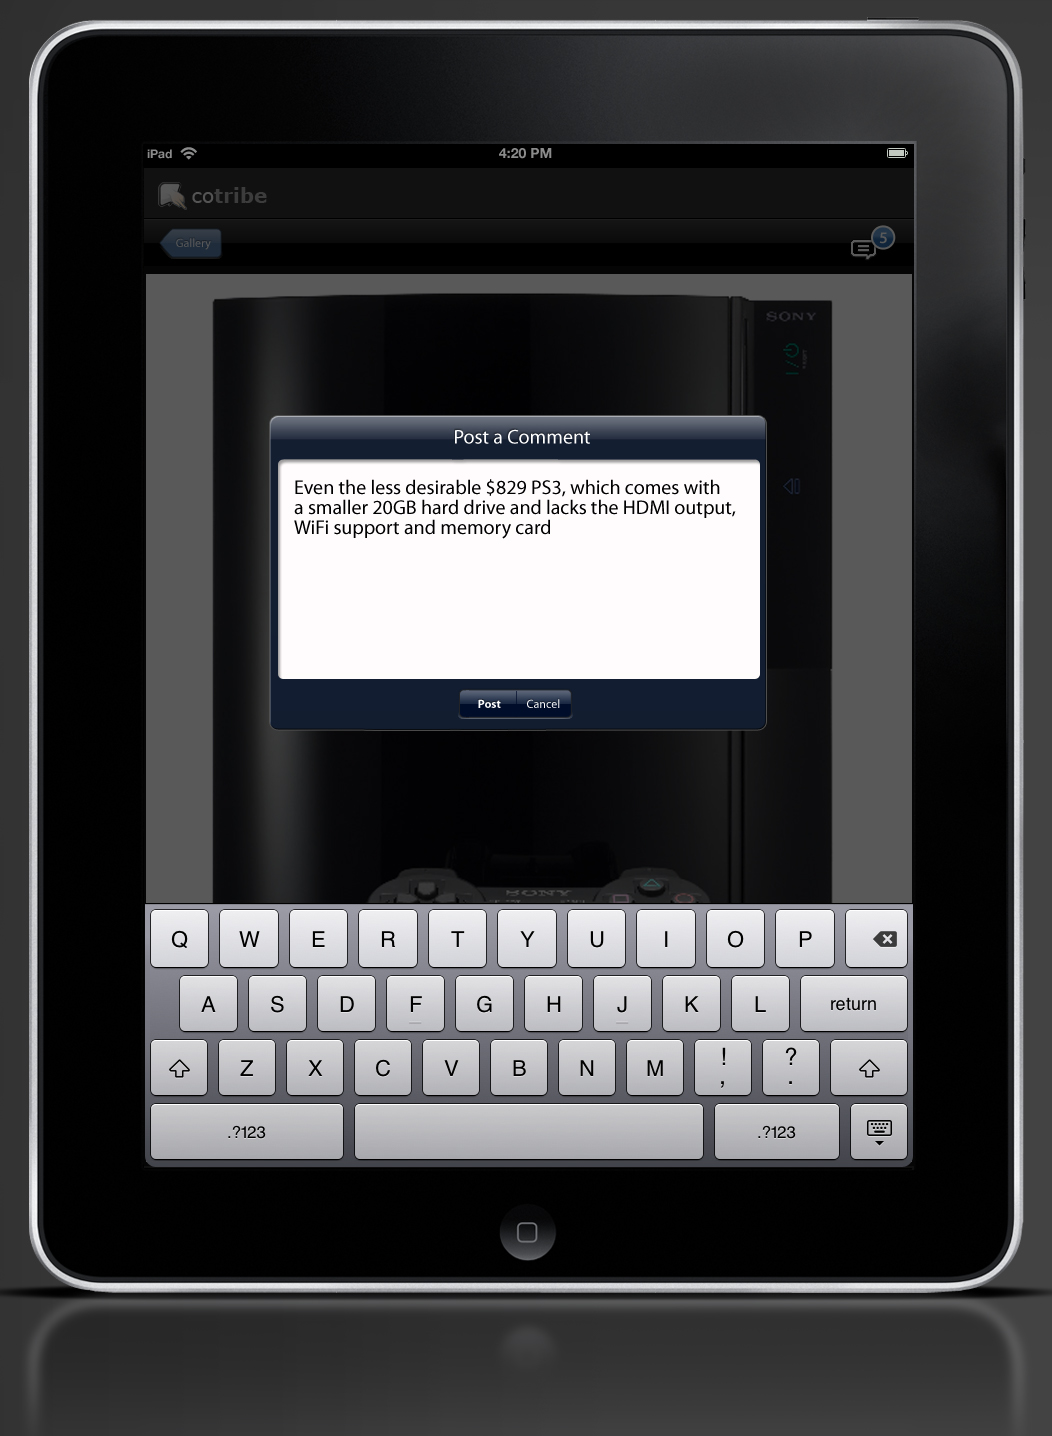 iPad
4:20 PM
cotribe
Gallery
5
SONY
Post a Comment
Even the less desirable $829 PS3, which comes with
a smaller 20GB hard drive and lacks the HDMI output,
WiFi support and memory card
Post Cancel
SONY
Q W E R T Y U I O P
A S D F G H J K L return
Z X C V B N M ! , ? .
.?123 .?123